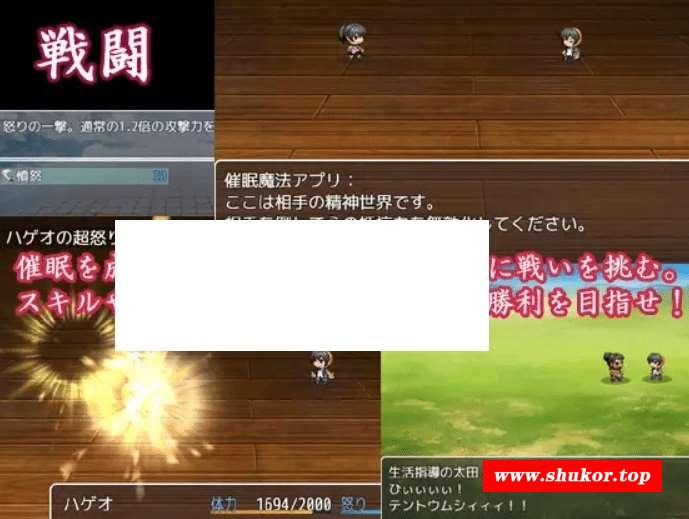 戦闘
怒りの一撃。通常の1.2倍の攻撃力を
憤怒
催眠魔法アプリ:
ここは相手の精神世界です。
ください。
ハゲオの超怒り
催眠を
に戦いを挑む。
スキル
勝利を目指せ!
生活指導の太田
ひぃぃぃぃ!
テントウムシィィィ!!
www.shukor.top
ハゲオ 体力 1694/2000 怒り